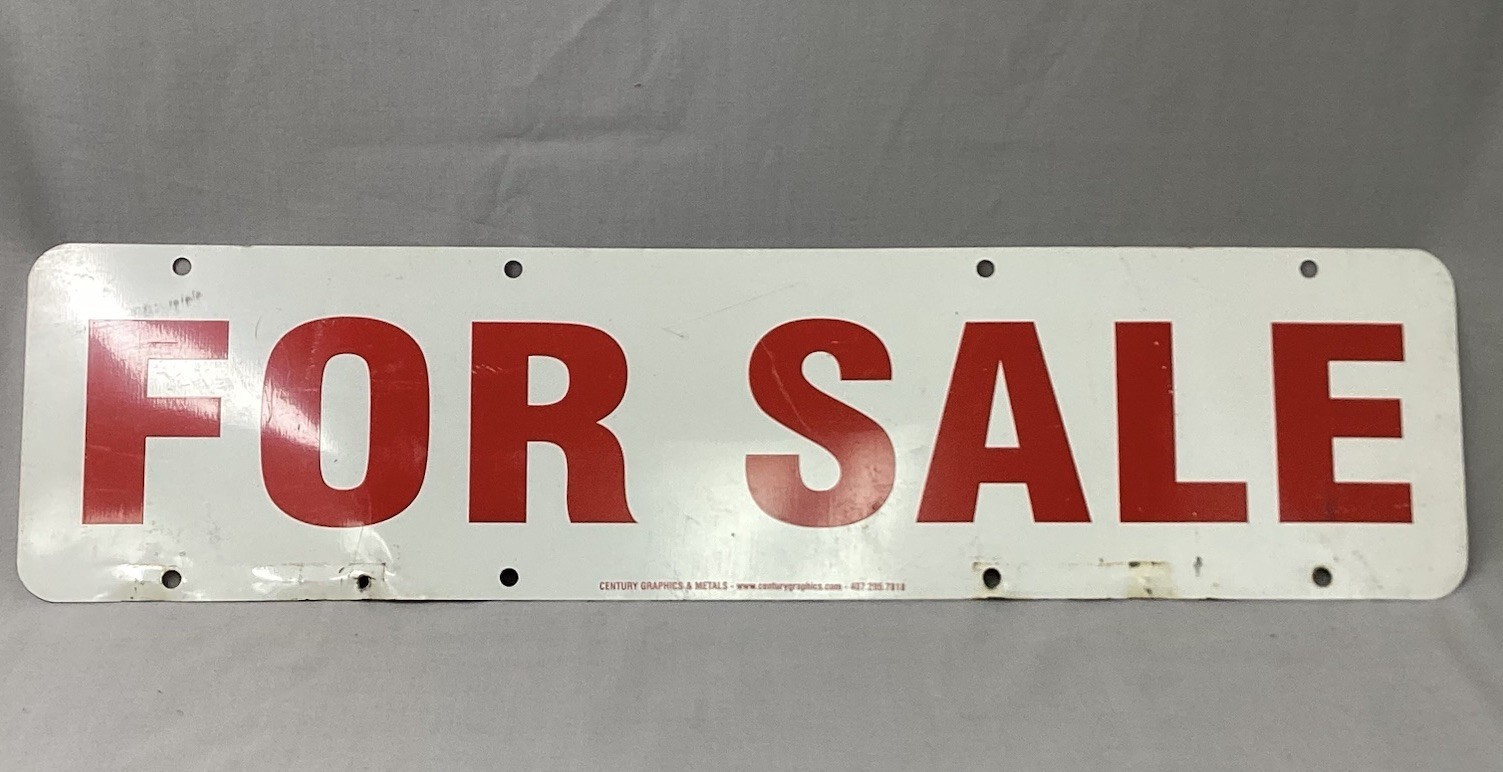 FOR SALE
CENTURY GRAPHICS & METALS - www.centurygraphics.com - 407.295.7818